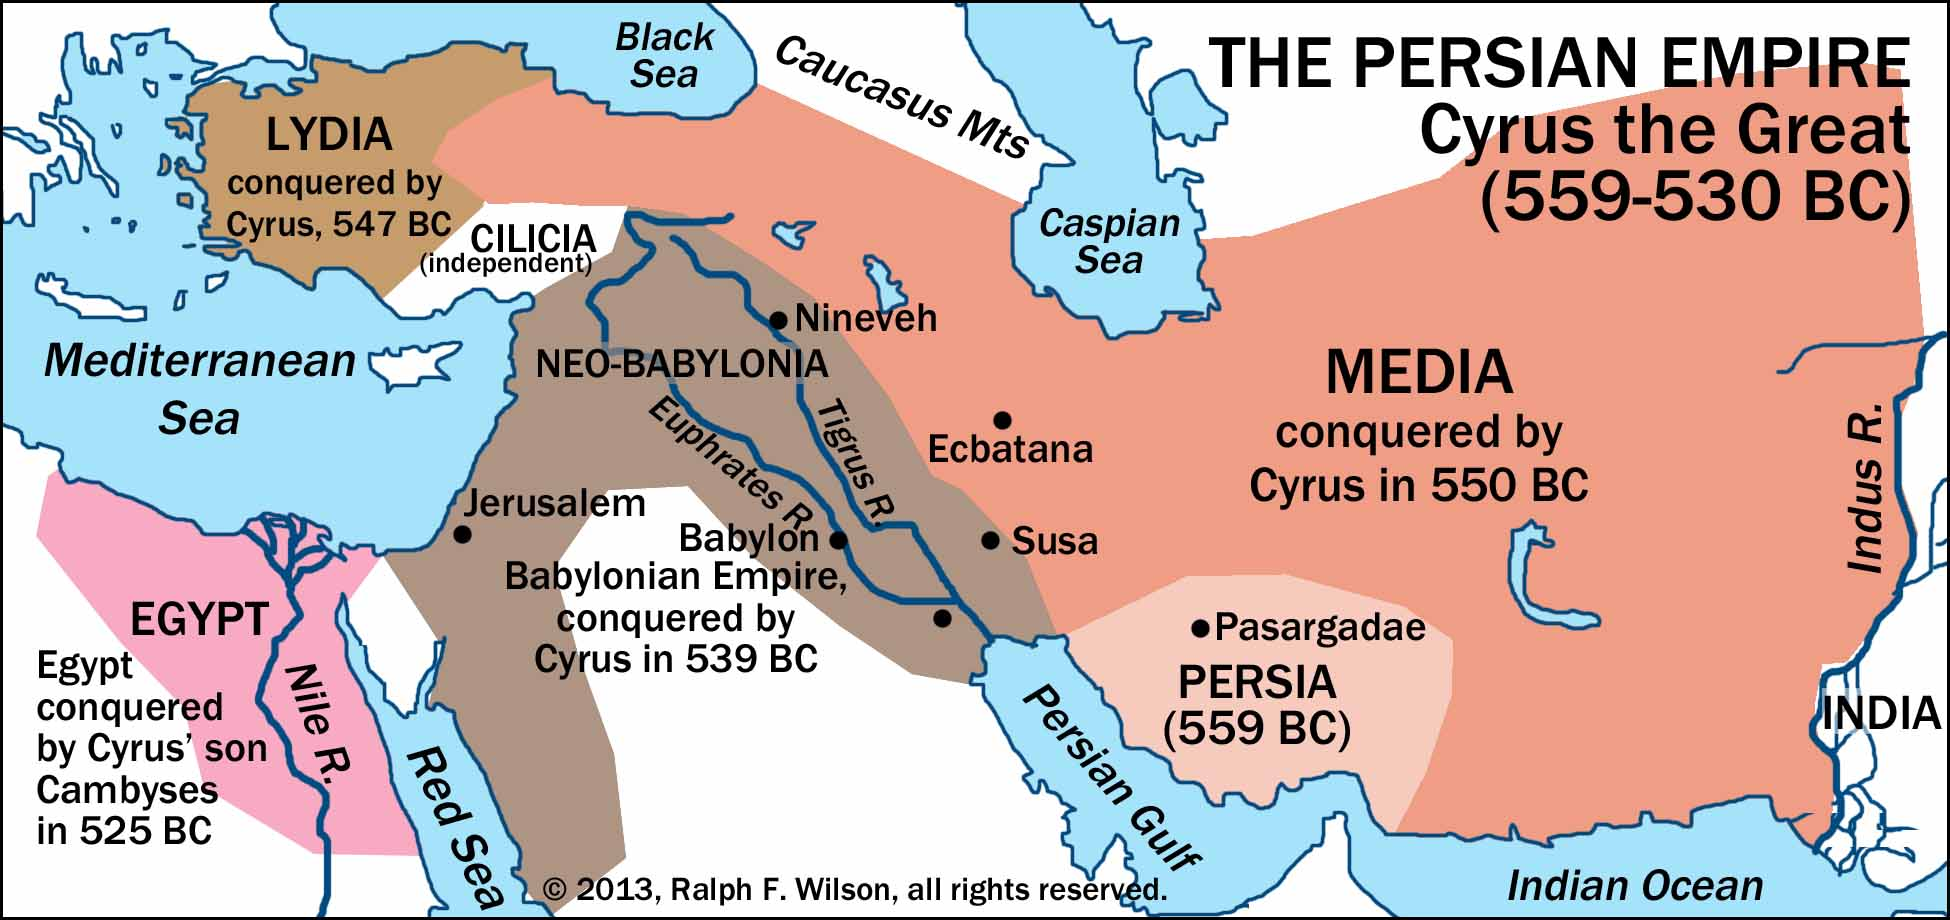 THE PERSIAN EMPIRE
Cyrus the Great
(559-530 BC)
Black
Sea
Caucasus Mts
LYDIA
conquered by
Cyrus, 547 BC
CILICIA
(independent)
Caspian
Sea
Nineveh
Mediterranean
Sea
NEO-BABYLONIA
MEDIA
conquered by
Cyrus in 550 BC
Euphrates R.
Tigrus R.
Ecbatana
Indus R.
Jerusalem
Babylon
Susa
Babylonian Empire,
conquered by
Cyrus in 539 BC
EGYPT
Egypt
conquered
by Cyrus’ son
Cambyses
in 525 BC
Nile R.
Red Sea
Pasargadae
PERSIA
(559 BC)
Persian Gulf
INDIA
Indian Ocean
© 2013, Ralph F. Wilson, all rights reserved.